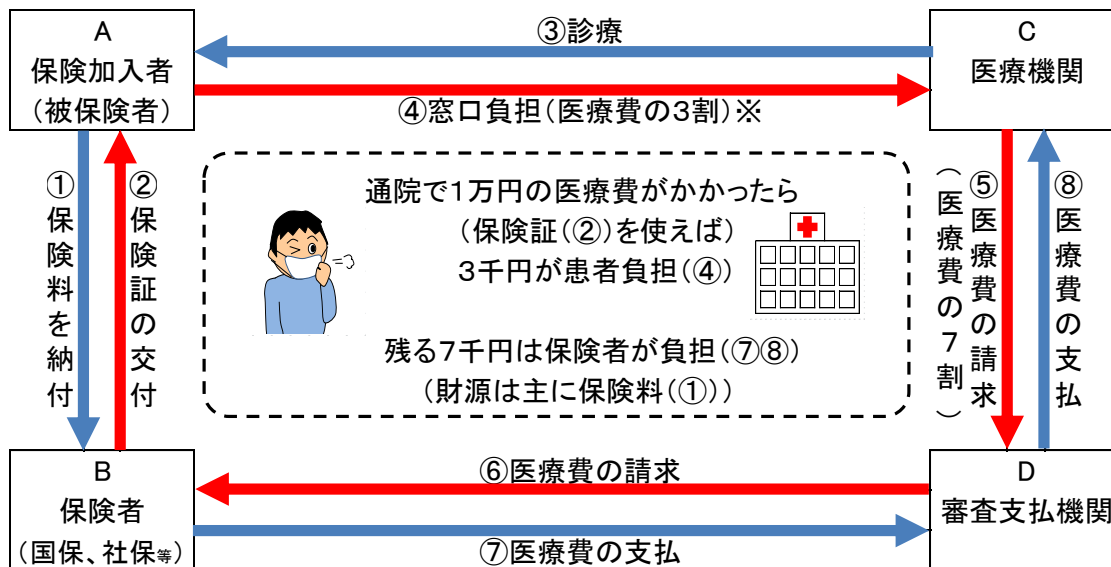 A
保険加入者
（被保険者）
③診療
④窓口負担（医療費の３割）※
C
医療機関
①保険料を納付
②保険証の交付
通院で１万円の医療費がかかったら
（保険証（②）を使えば）
３千円が患者負担（④）
残る７千円は保険者が負担（⑦⑧）
（財源は主に保険料（①））
⑤医療費の請求
（医療費の７割）
⑧医療費の支払
B
保険者
（国保、社保等）
⑥医療費の請求
⑦医療費の支払
D
審査支払機関